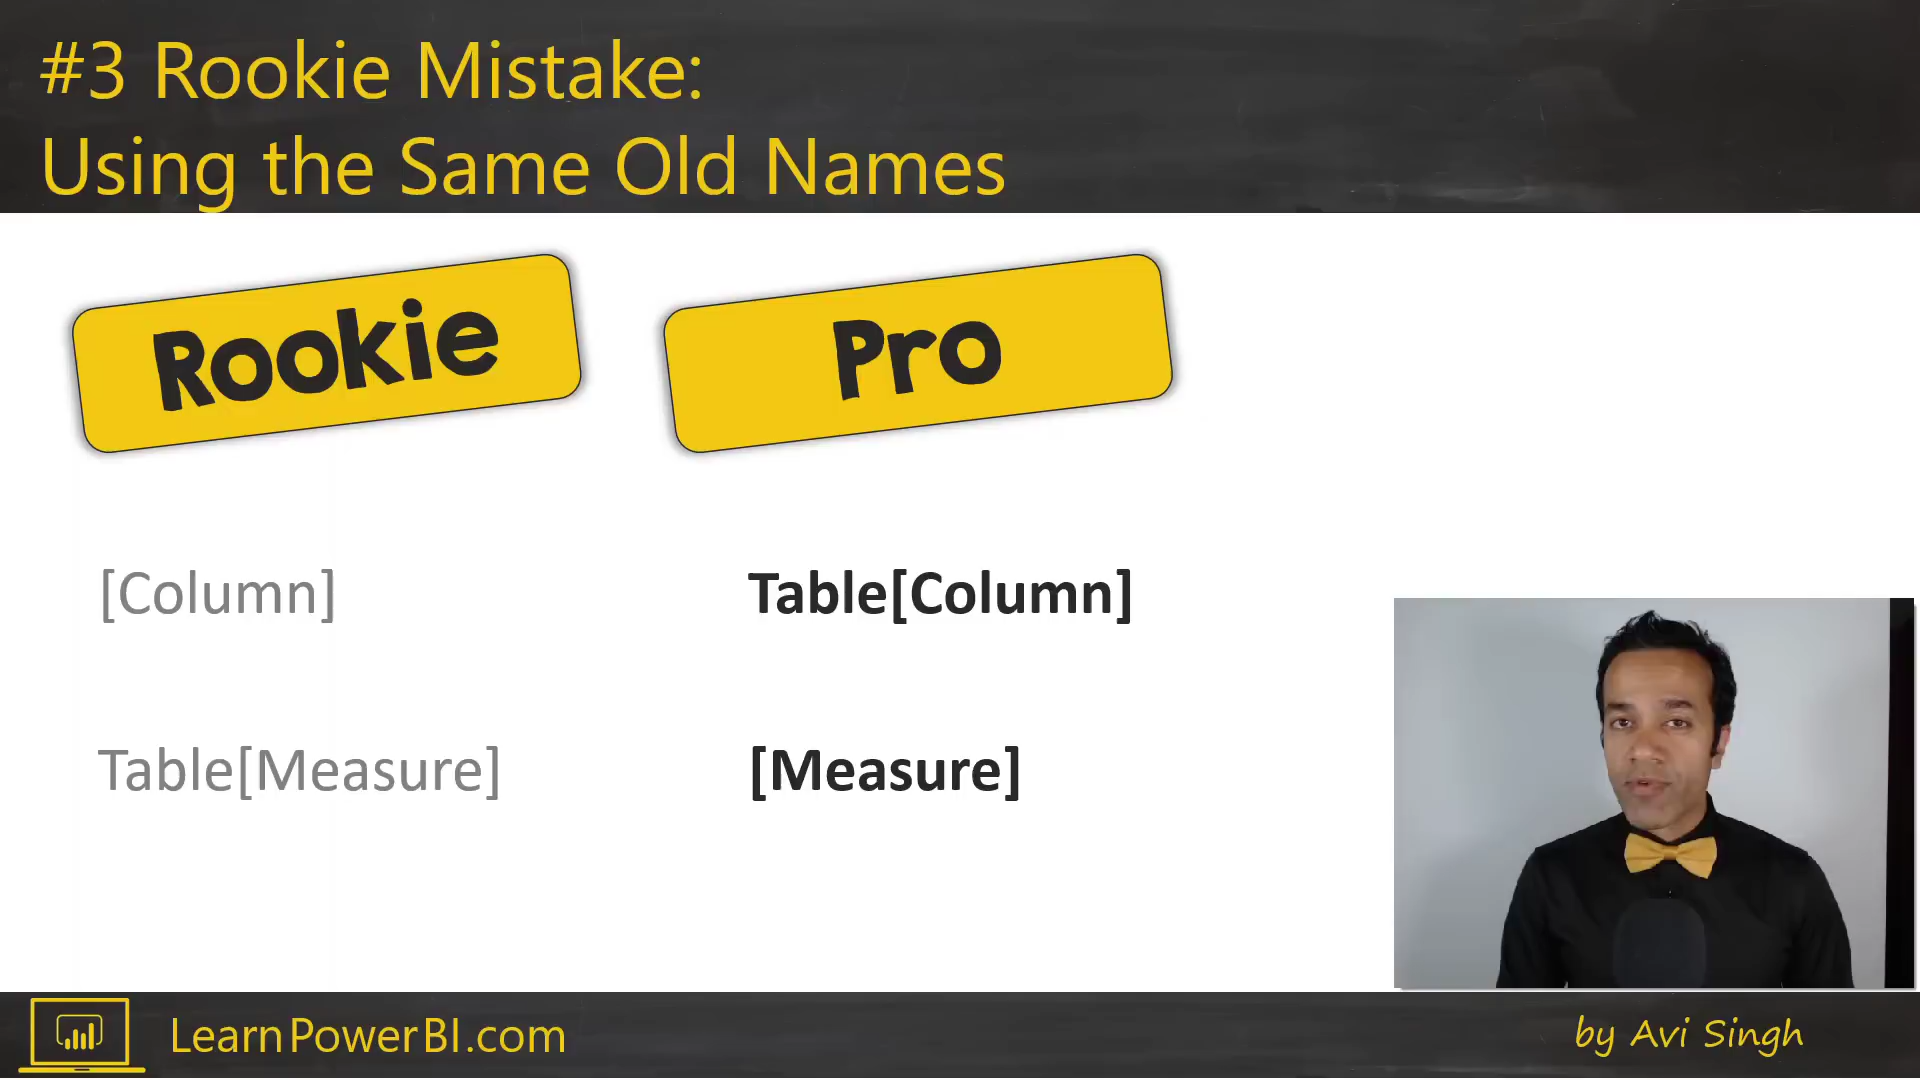 #3 Rookie Mistake:
Using the Same Old Names
Rookie
Pro
[Column]
Table[Column]
Table[Measure]
[Measure]
LearnPowerBI.com
by Avi Singh